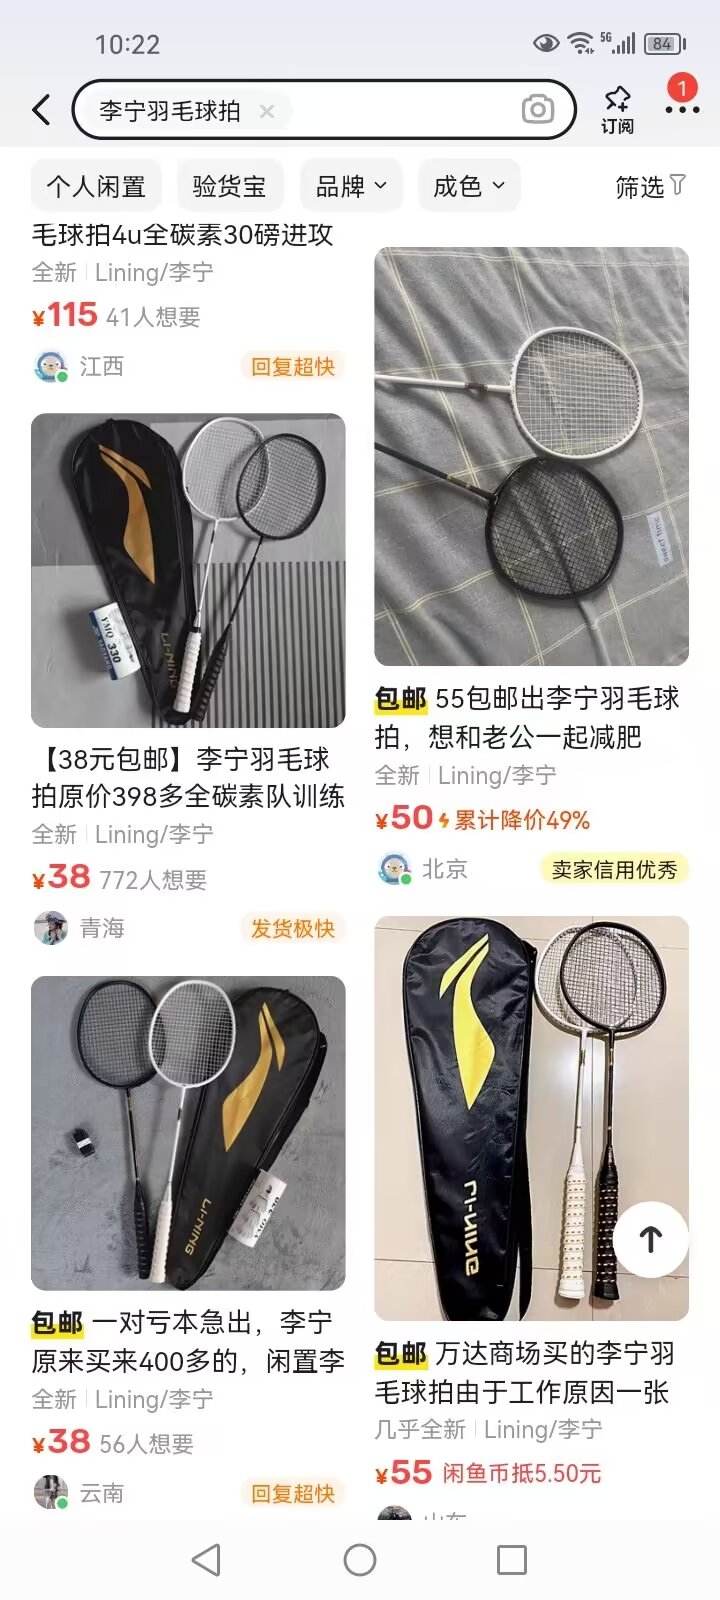 10:22
5G
84
李宁羽毛球拍 ×
订阅
1
个人闲置
验货宝
品牌
成色
筛选
毛球拍4u全碳素30磅进攻
全新 | Lining/李宁
¥115 41人想要
江西
回复超快
YMQ 330
LI-NING
【38元包邮】李宁羽毛球
拍原价398多全碳素队训练
全新 | Lining/李宁
¥38 772人想要
青海
发货极快
LI-NING
包邮 一对亏本急出，李宁
原来买来400多的，闲置李
全新 | Lining/李宁
¥38 56人想要
云南
回复超快
sweet time
包邮 55包邮出李宁羽毛球
拍，想和老公一起减肥
全新 | Lining/李宁
¥50 累计降价49%
北京
卖家信用优秀
LI-NING
包邮 万达商场买的李宁羽
毛球拍由于工作原因一张
几乎全新 | Lining/李宁
¥55 闲鱼币抵5.50元